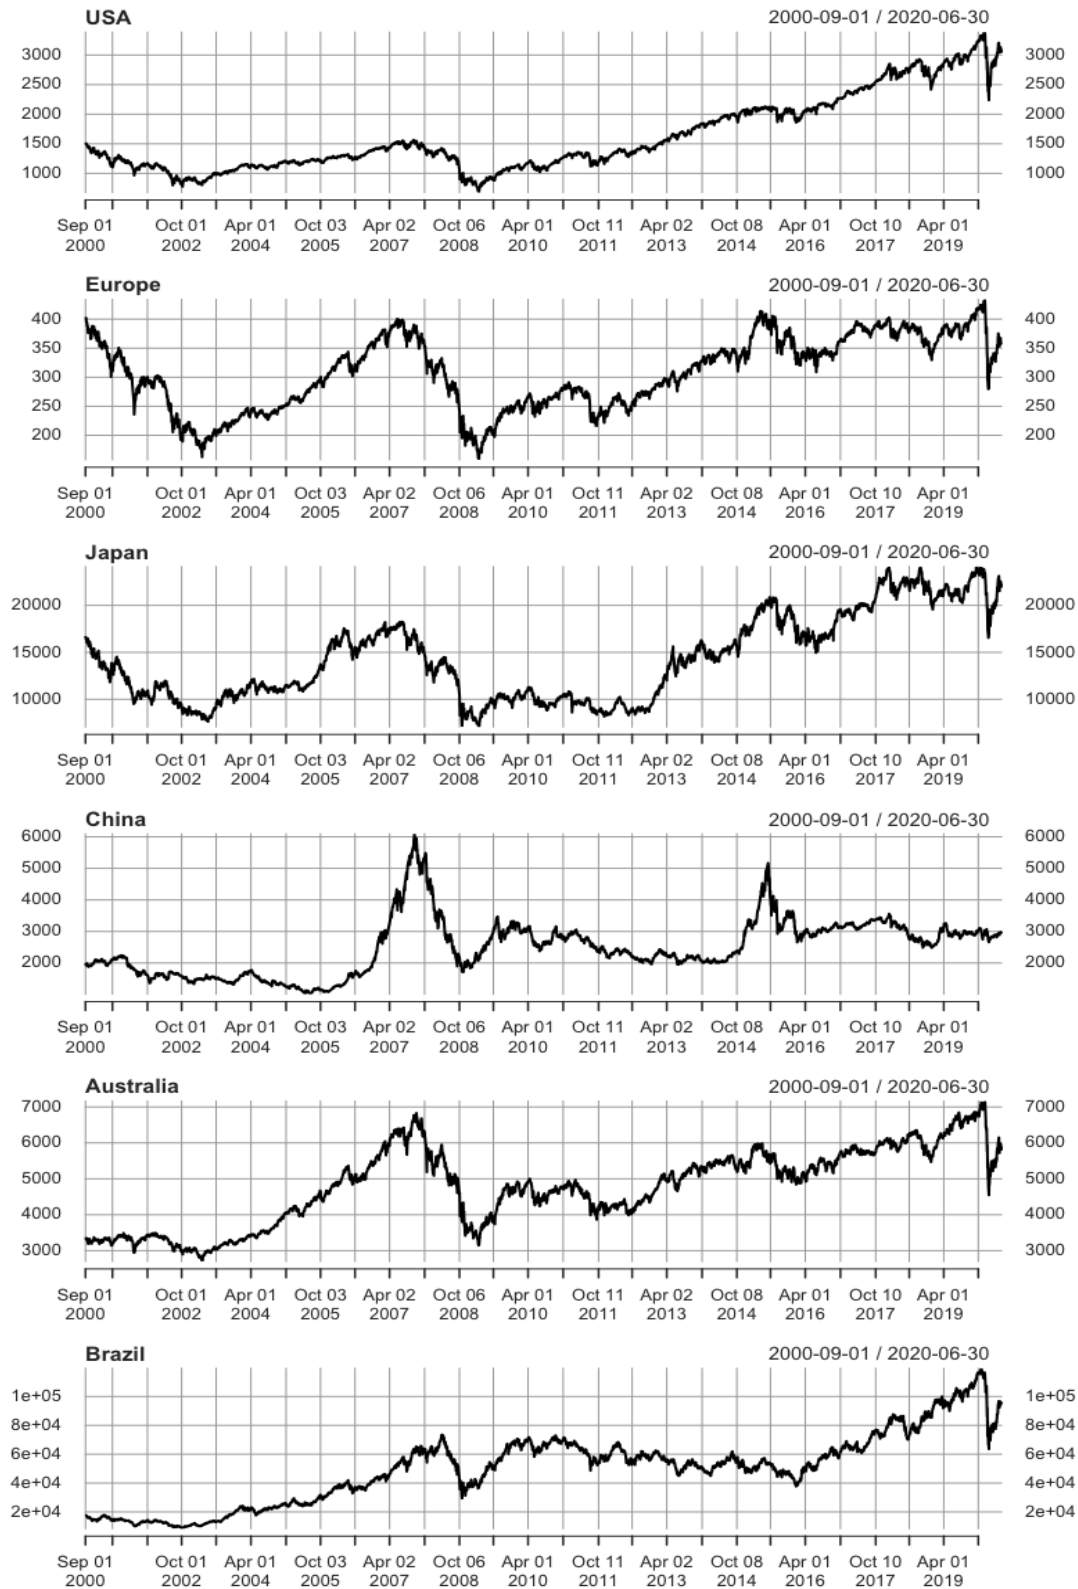 USA 2000-09-01 / 2020-06-30
3000 3000
2500 2500
2000 2000
1500 1500
1000 1000
Sep 01 Oct 01 Apr 01 Oct 03 Apr 02 Oct 06 Apr 01 Oct 11 Apr 02 Oct 08 Apr 01 Oct 10 Apr 01
2000 2002 2004 2005 2007 2008 2010 2011 2013 2014 2016 2017 2019
Europe 2000-09-01 / 2020-06-30
400 400
350 350
300 300
250 250
200 200
Sep 01 Oct 01 Apr 01 Oct 03 Apr 02 Oct 06 Apr 01 Oct 11 Apr 02 Oct 08 Apr 01 Oct 10 Apr 01
2000 2002 2004 2005 2007 2008 2010 2011 2013 2014 2016 2017 2019
Japan 2000-09-01 / 2020-06-30
20000 20000
15000 15000
10000 10000
Sep 01 Oct 01 Apr 01 Oct 03 Apr 02 Oct 06 Apr 01 Oct 11 Apr 02 Oct 08 Apr 01 Oct 10 Apr 01
2000 2002 2004 2005 2007 2008 2010 2011 2013 2014 2016 2017 2019
China 2000-09-01 / 2020-06-30
6000 6000
5000 5000
4000 4000
3000 3000
2000 2000
Sep 01 Oct 01 Apr 01 Oct 03 Apr 02 Oct 06 Apr 01 Oct 11 Apr 02 Oct 08 Apr 01 Oct 10 Apr 01
2000 2002 2004 2005 2007 2008 2010 2011 2013 2014 2016 2017 2019
Australia 2000-09-01 / 2020-06-30
7000 7000
6000 6000
5000 5000
4000 4000
3000 3000
Sep 01 Oct 01 Apr 01 Oct 03 Apr 02 Oct 06 Apr 01 Oct 11 Apr 02 Oct 08 Apr 01 Oct 10 Apr 01
2000 2002 2004 2005 2007 2008 2010 2011 2013 2014 2016 2017 2019
Brazil 2000-09-01 / 2020-06-30
1e+05 1e+05
8e+04 8e+04
6e+04 6e+04
4e+04 4e+04
2e+04 2e+04
Sep 01 Oct 01 Apr 01 Oct 03 Apr 02 Oct 06 Apr 01 Oct 11 Apr 02 Oct 08 Apr 01 Oct 10 Apr 01
2000 2002 2004 2005 2007 2008 2010 2011 2013 2014 2016 2017 2019